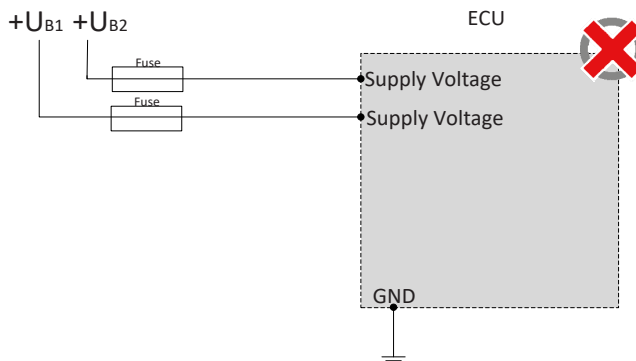 +UB1 +UB2
ECU
Fuse
Supply Voltage
Fuse
Supply Voltage
GND